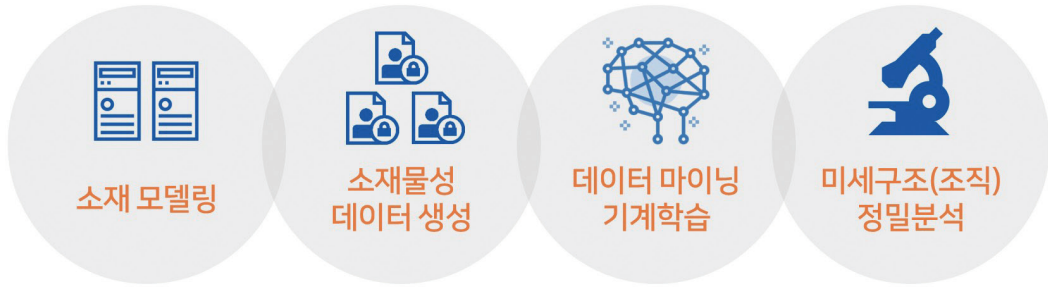 소재 모델링
소재물성
데이터 생성
데이터 마이닝
기계학습
미세구조(조직)
정밀분석